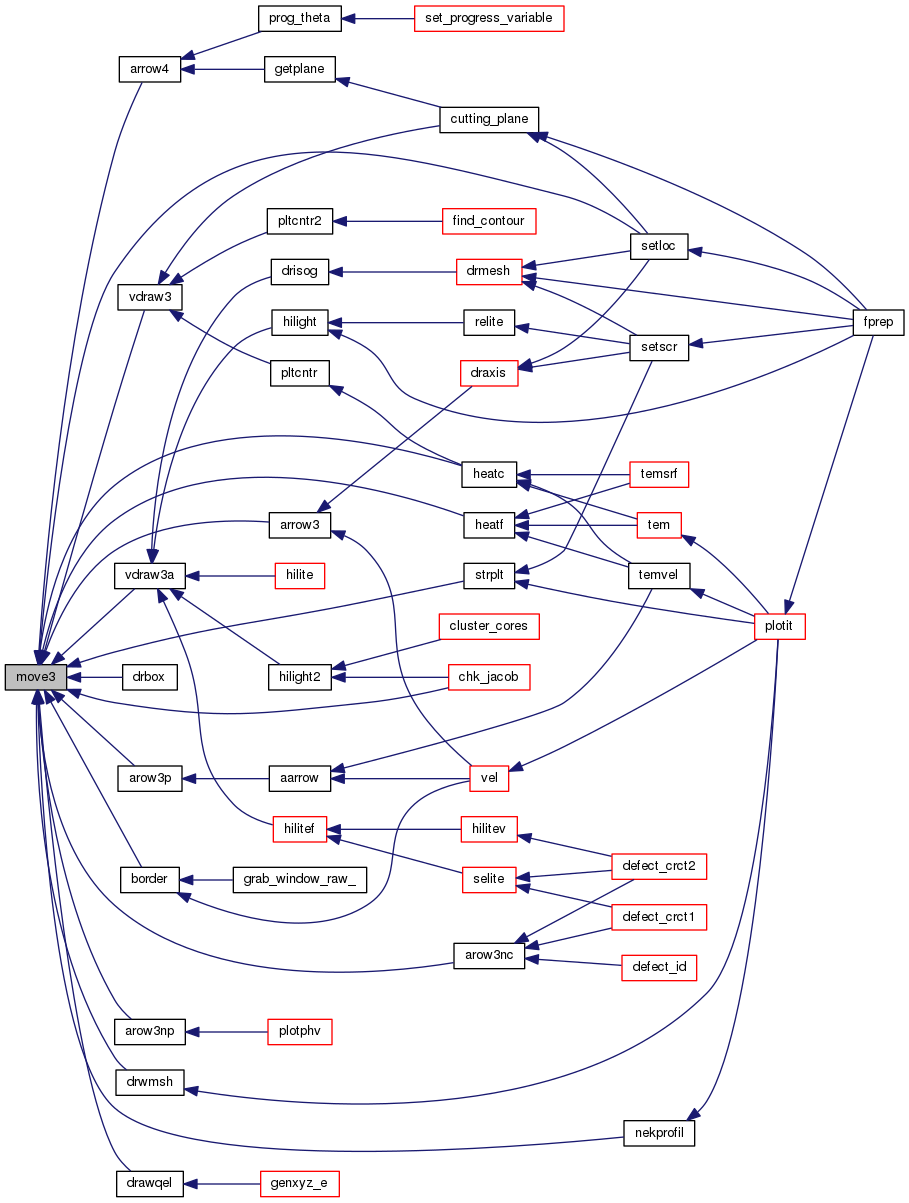 prog_theta
set_progress_variable
arrow4
getplane
cutting_plane
pltcntr2
find_contour
setloc
drisog
drmesh
vdraw3
hilight
relite
fprep
setscr
pltcntr
draxis
heatc
temsrf
arrow3
heatf
tem
vdraw3a
hilite
strplt
temvel
cluster_cores
plotit
move3
drbox
hilight2
chk_jacob
arow3p
aarrow
vel
hilitef
hilitev
defect_crct2
border
grab_window_raw_
selite
defect_crct1
arow3nc
defect_id
arow3np
plotphv
drwmsh
nekprofil
drawqel
genxyz_e